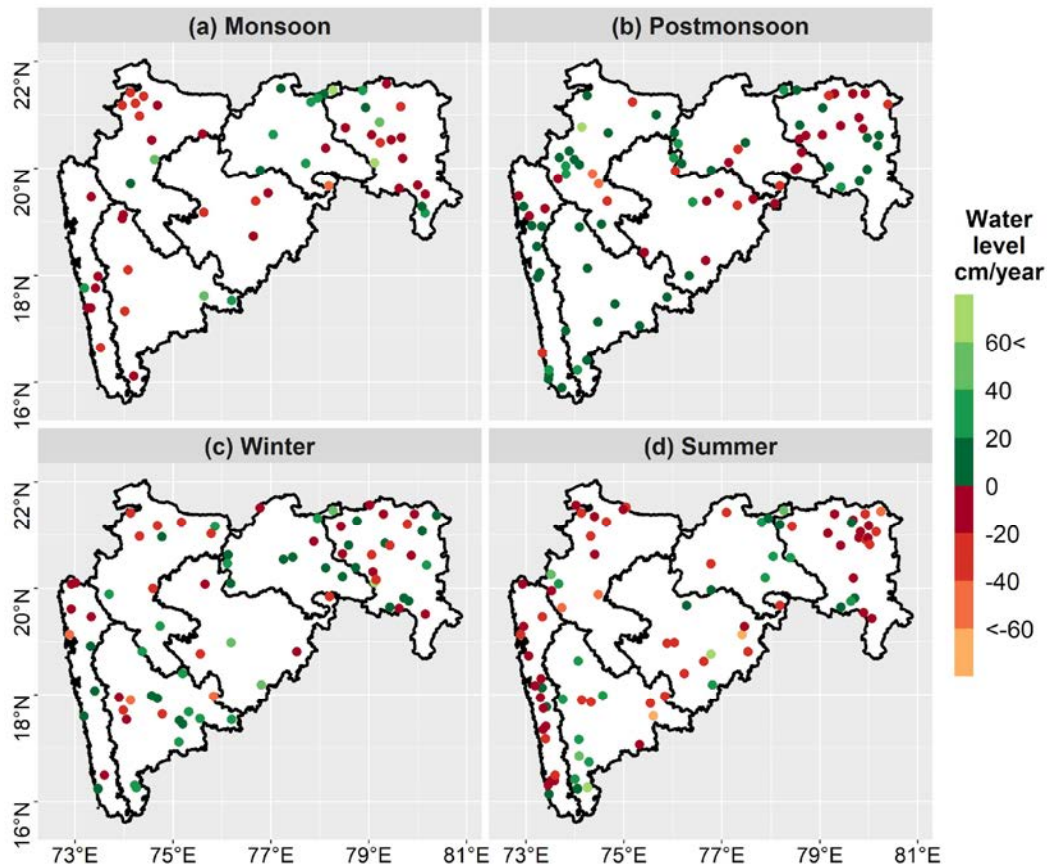 (a) Monsoon
(b) Postmonsoon
22°N
20°N
18°N
16°N
Water
level
cm/year
60<
40
20
0
-20
-40
<-60
(c) Winter
(d) Summer
22°N
20°N
18°N
16°N
73°E 75°E 77°E 79°E 81°E
73°E 75°E 77°E 79°E 81°E